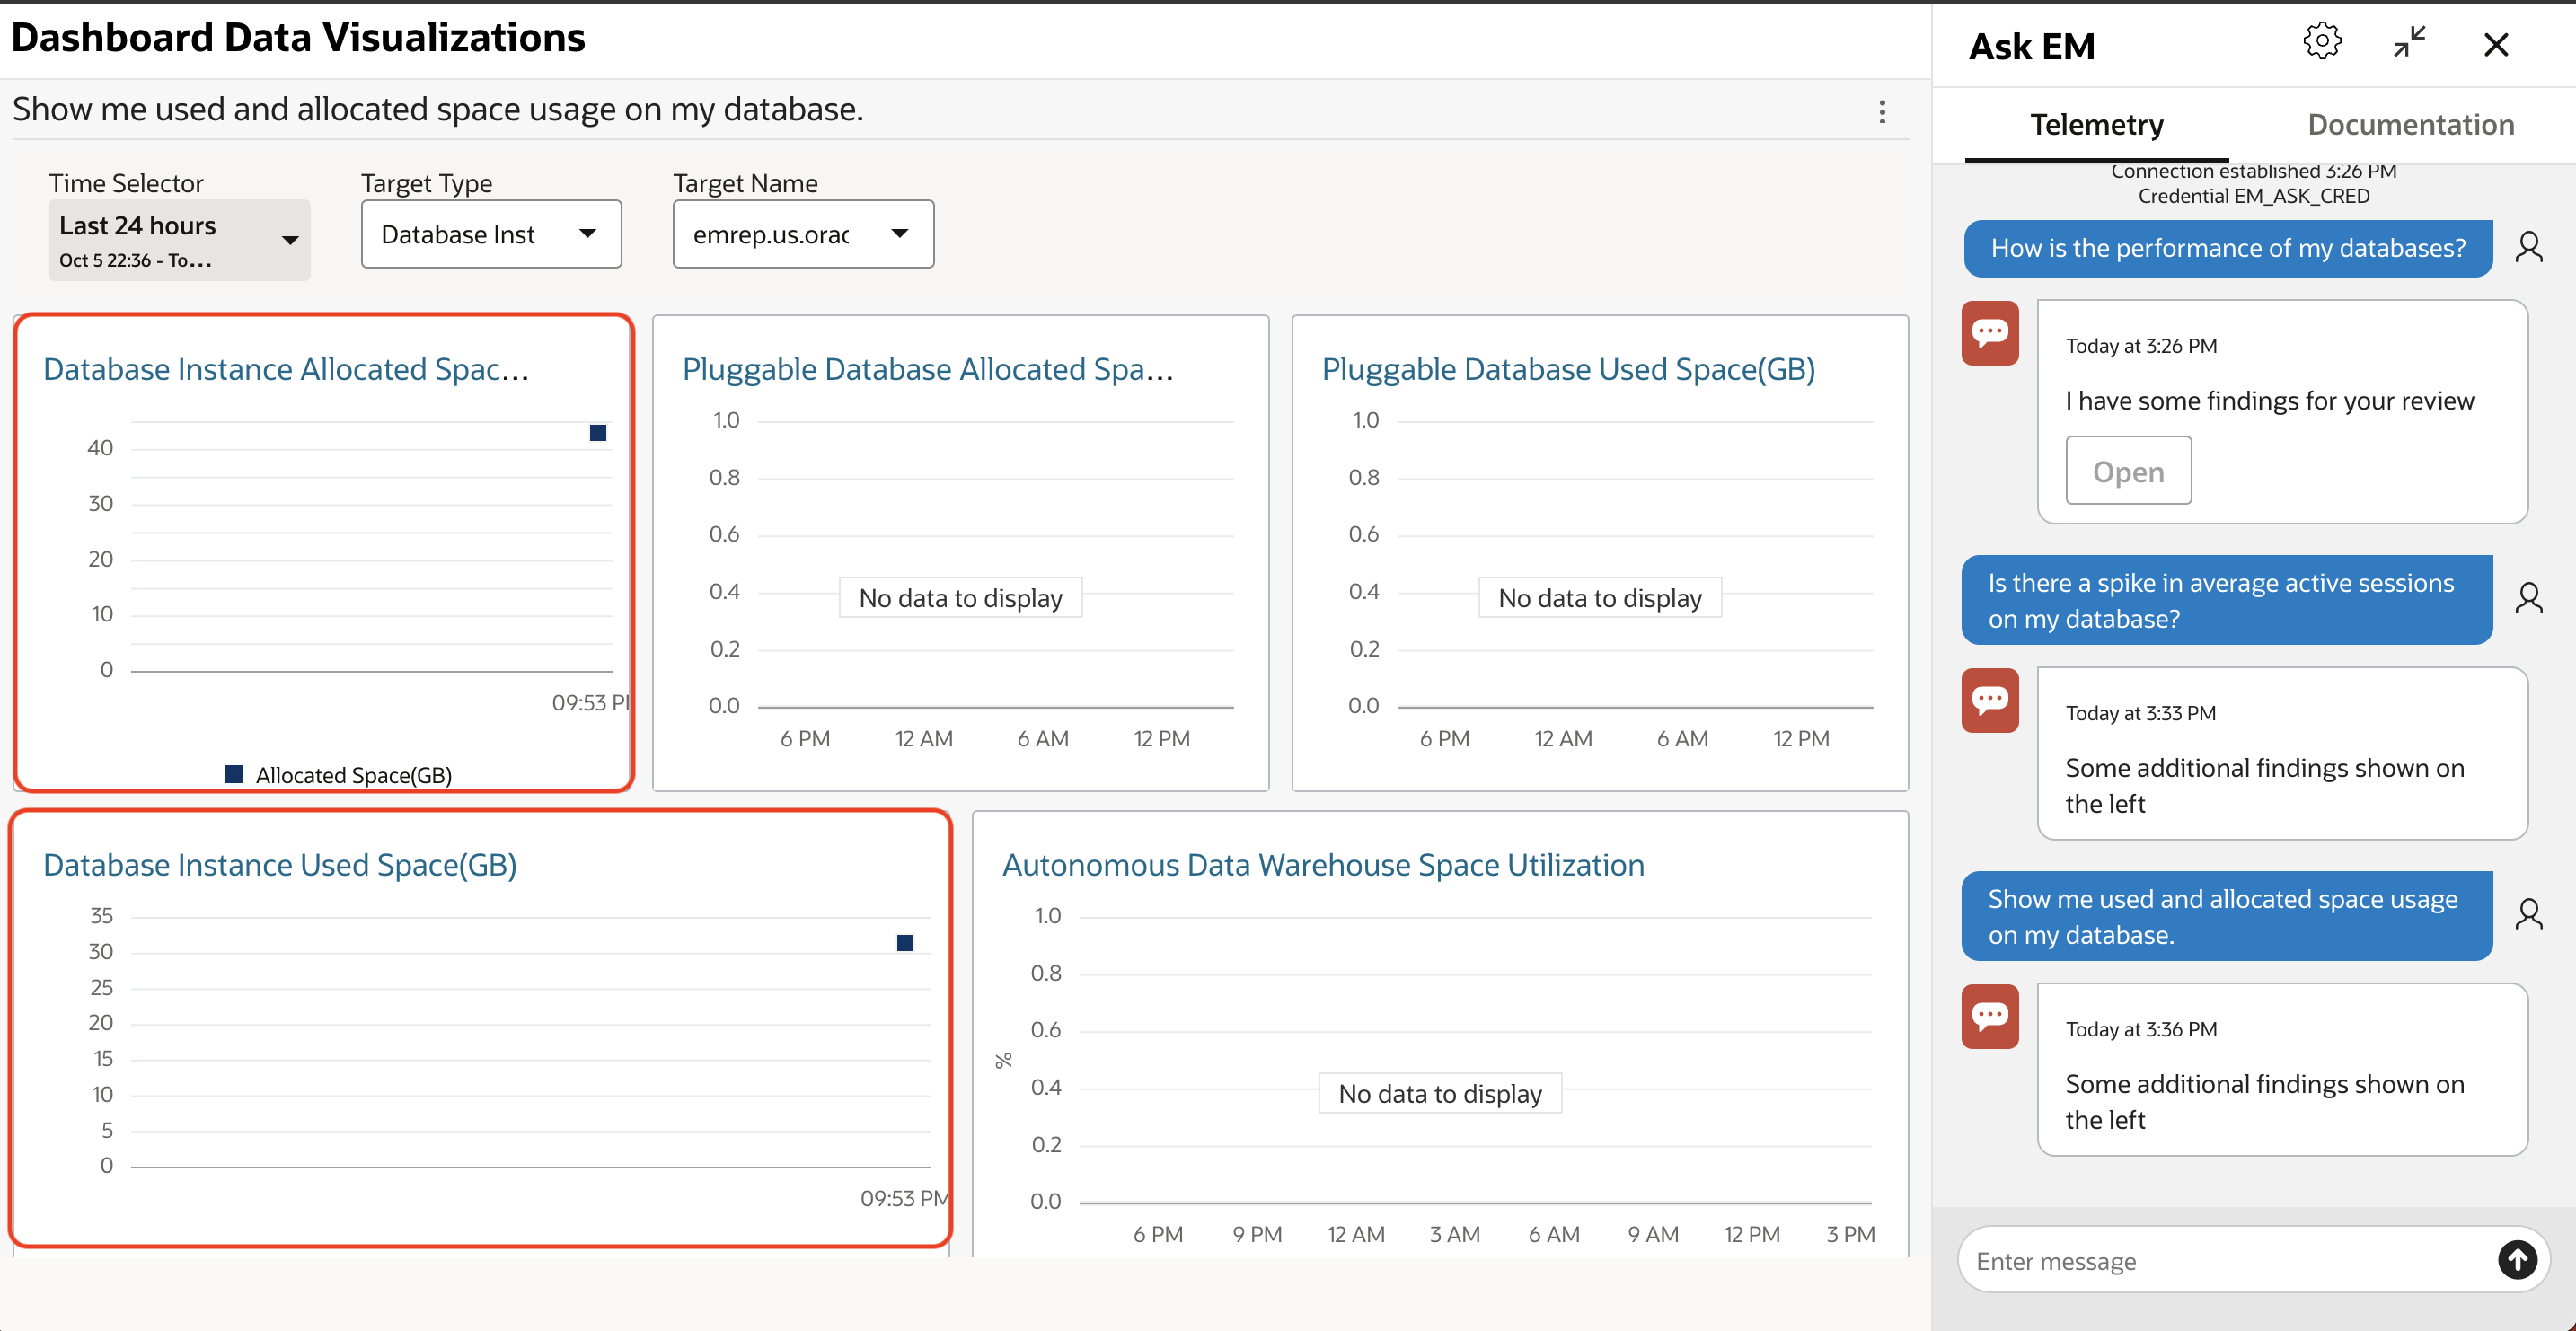 Dashboard Data Visualizations
Show me used and allocated space usage on my database.
Time Selector
Last 24 hours
Oct 5 22:36 - To...
Target Type
Database Inst
Target Name
emrep.us.orac
Database Instance Allocated Spac...
40
30
20
10
0
09:53 PM
Allocated Space(GB)
Pluggable Database Allocated Spa...
1.0
0.8
0.6
0.4
0.2
0.0
No data to display
6 PM 12 AM 6 AM 12 PM
Pluggable Database Used Space(GB)
1.0
0.8
0.6
0.4
0.2
0.0
No data to display
6 PM 12 AM 6 AM 12 PM
Database Instance Used Space(GB)
35
30
25
20
15
10
5
0
09:53 PM
Autonomous Data Warehouse Space Utilization
%
1.0
0.8
0.6
0.4
0.2
0.0
No data to display
6 PM 9 PM 12 AM 3 AM 6 AM 9 AM 12 PM 3 PM
Ask EM
Telemetry Documentation
Connection established 3:26 PM
Credential EM_ASK_CRED
How is the performance of my databases?
Today at 3:26 PM
I have some findings for your review
Open
Is there a spike in average active sessions
on my database?
Today at 3:33 PM
Some additional findings shown on
the left
Show me used and allocated space usage
on my database.
Today at 3:36 PM
Some additional findings shown on
the left
Enter message